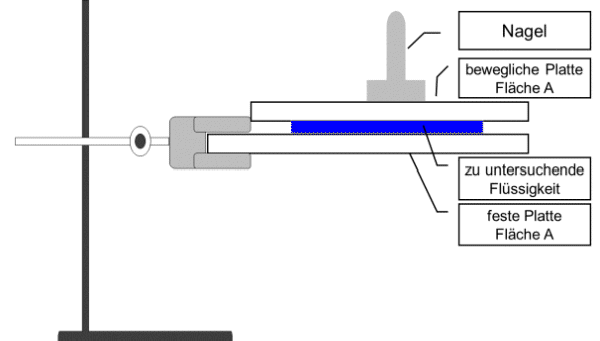 Nagel
bewegliche Platte
Fläche A
zu untersuchende
Flüssigkeit
feste Platte
Fläche A